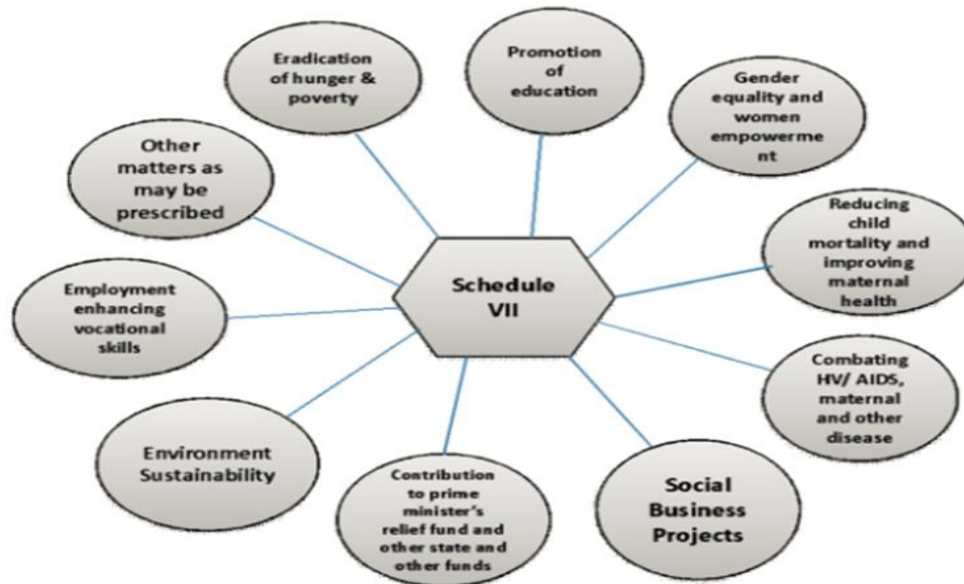 Eradication
of hunger &
poverty
Promotion
of
education
Gender
equality and
women
empowerme
nt
Reducing
child
mortality and
improving
maternal
health
Combating
HV/ AIDS,
maternal
and other
disease
Social
Business
Projects
Contribution
to prime
minister's
relief fund and
other state and
other funds
Environment
Sustainability
Employment
enhancing
vocational
skills
Other
matters as
may be
prescribed
Schedule
VII